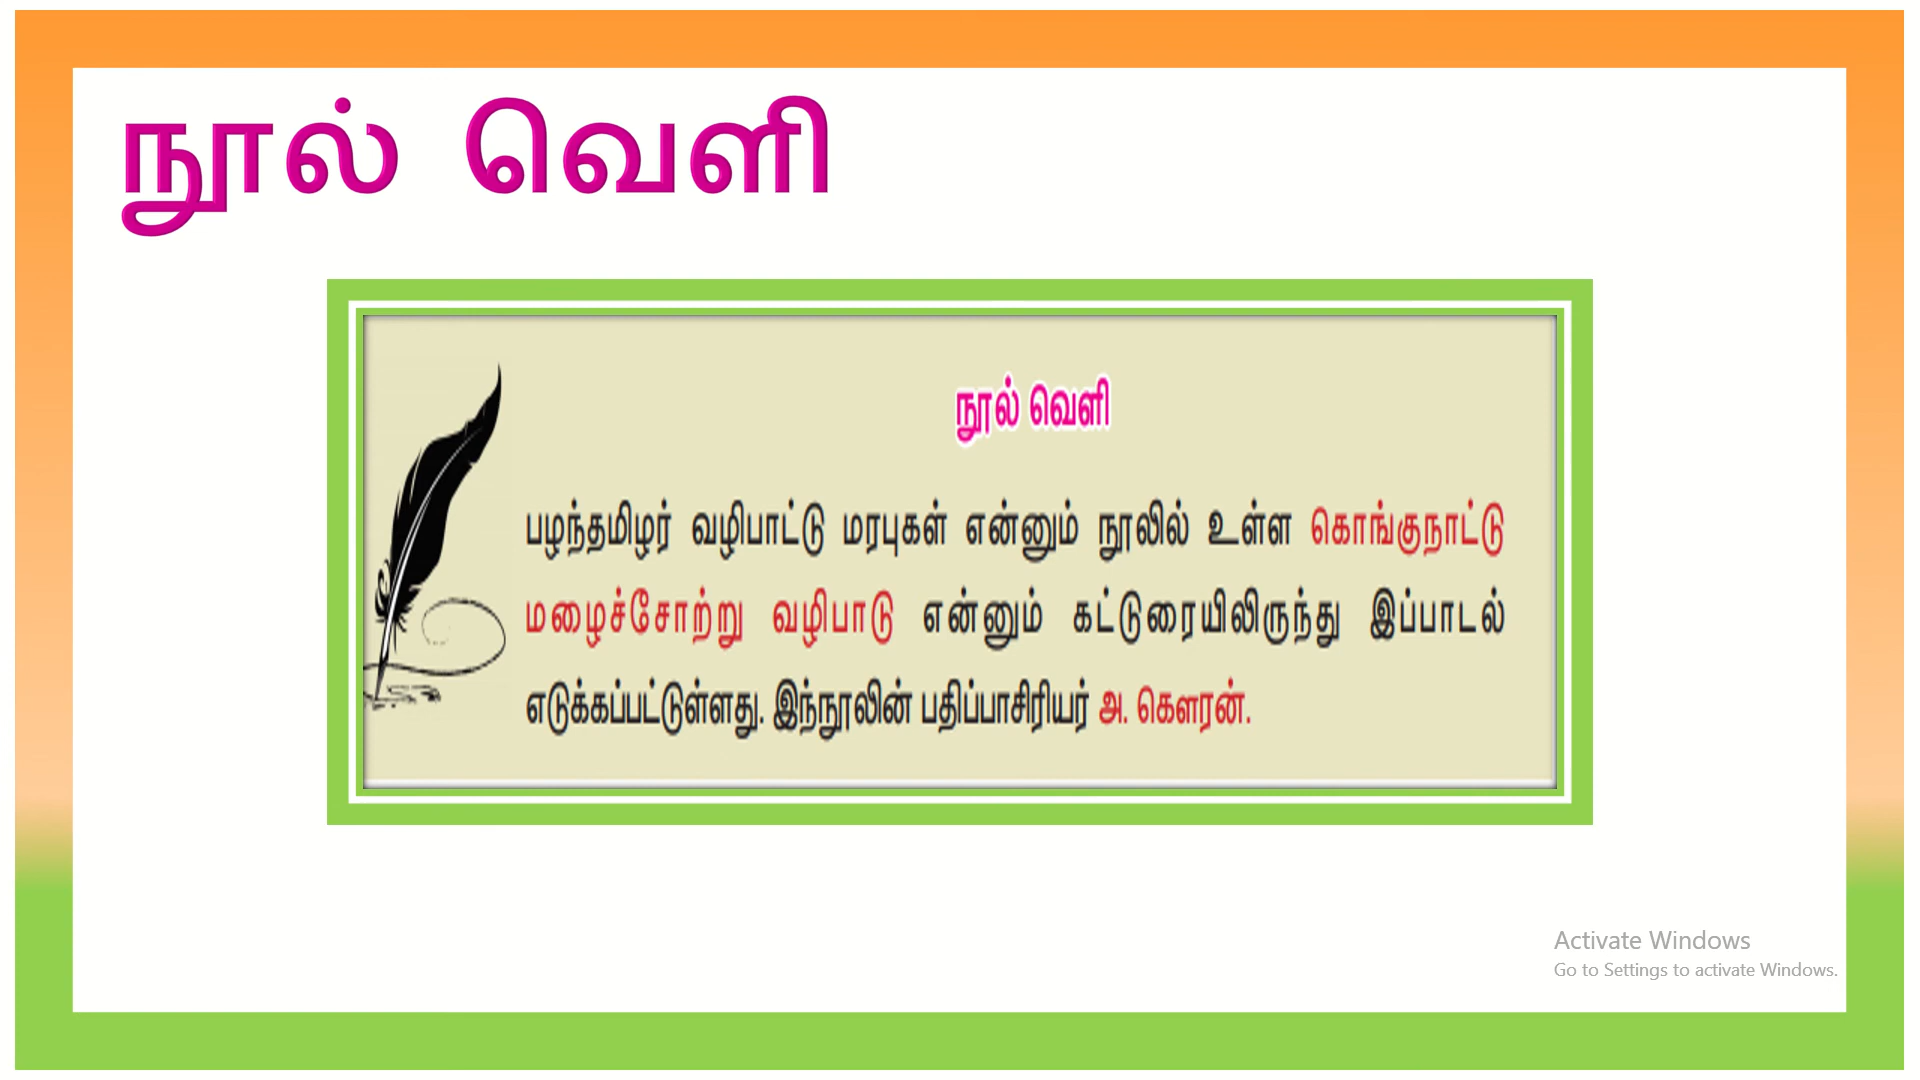 நூல் வெளி
நூல் வெளி
பழந்தமிழர் வழிபாட்டு மரபுகள் என்னும் நூலில் உள்ள கொங்குநாட்டு
மழைச்சோற்று வழிபாடு என்னும் கட்டுரையிலிருந்து இப்பாடல்
எடுக்கப்பட்டுள்ளது. இந்நூலின் பதிப்பாசிரியர் அ. கௌரன்.
Activate Windows
Go to Settings to activate Windows.